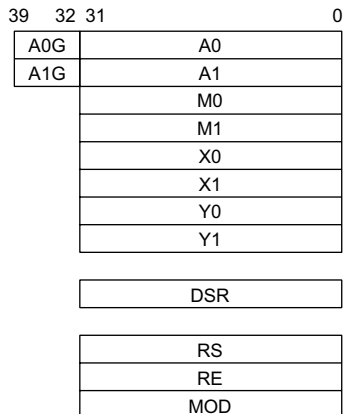 39 32 31 0
A0G A0
A1G A1
M0
M1
X0
X1
Y0
Y1
DSR
RS
RE
MOD